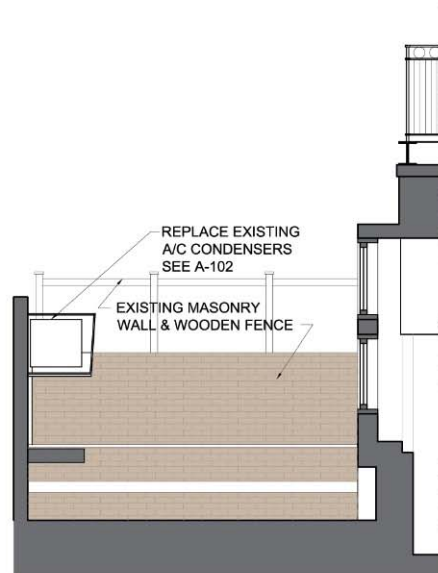 REPLACE EXISTING
A/C CONDENSERS
SEE A-102
EXISTING MASONRY
WALL & WOODEN FENCE